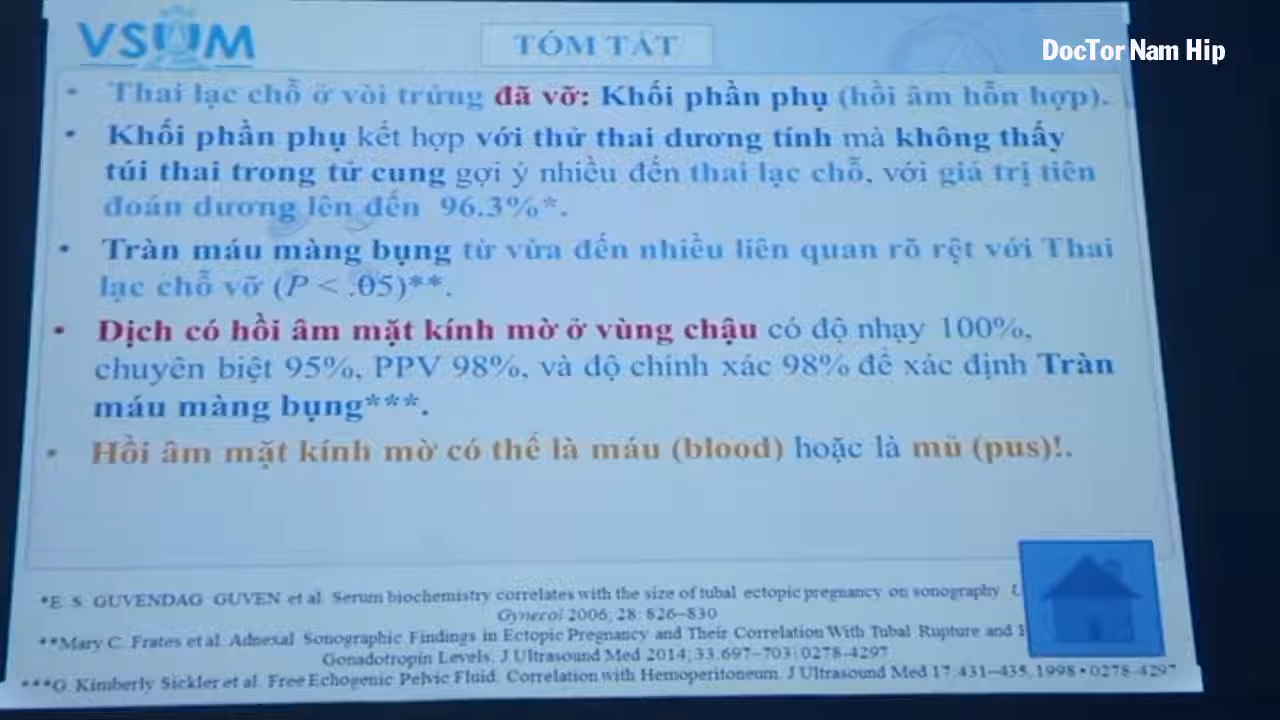 VSUM
TÓM TẮT
DocTor Nam Hip
• Thai lạc chỗ ở vòi trứng đã vỡ: Khối phần phụ (hồi âm hỗn hợp).
• Khối phần phụ kết hợp với thử thai dương tính mà không thấy
túi thai trong tử cung gợi ý nhiều đến thai lạc chỗ, với giá trị tiên
đoán dương lên đến 96.3%*.
• Tràn máu màng bụng từ vừa đến nhiều liên quan rõ rệt với Thai
lạc chỗ vỡ (P < .05)**.
• Dịch có hồi âm mặt kính mờ ở vùng chậu có độ nhạy 100%,
chuyên biệt 95%, PPV 98%, và độ chính xác 98% để xác định Tràn
máu màng bụng***.
• Hồi âm mặt kính mờ có thể là máu (blood) hoặc là mủ (pus)!.
*E. S. GUVENDAG GUVEN et al. Serum biochemistry correlates with the size of tubal ectopic pregnancy on sonography.
Gynecol 2006; 28: 826–830
**Mary C. Frates et al. Adnexal Sonographic Findings in Ectopic Pregnancy and Their Correlation With Tubal Rupture and
Gonadotropin Levels. J Ultrasound Med 2014; 33:697–703| 0278-4297
***G. Kimberly Sickler et al. Free Echogenic Pelvic Fluid: Correlation with Hemoperitoneum. J Ultrasound Med 17:431–435, 1998 • 0278-4297